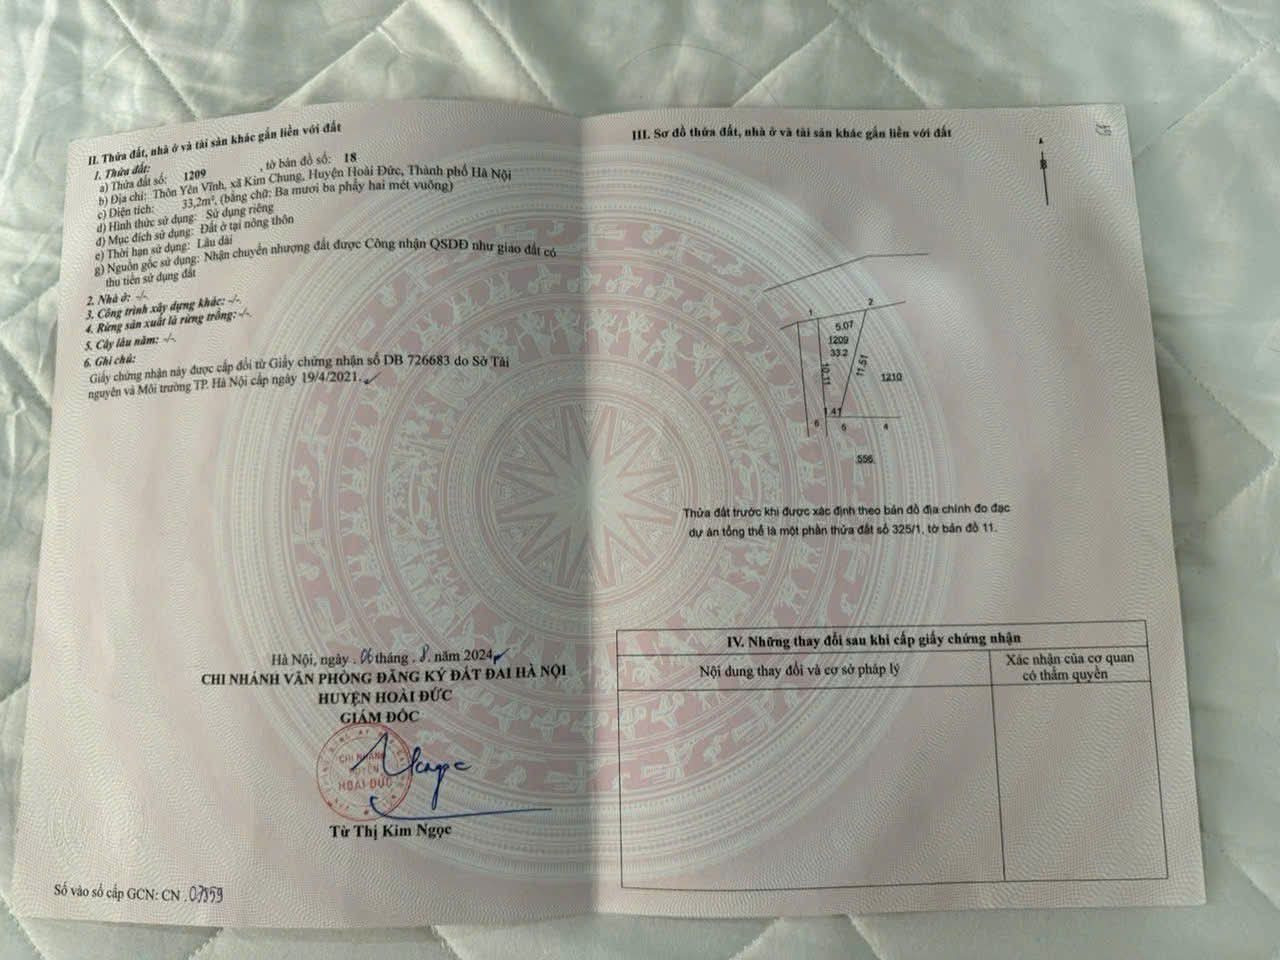 II. Thửa đất, nhà ở và tài sản khác gắn liền với đất
1. Thửa đất:
a) Thửa đất số: 1209 , tờ bản đồ số: 18
b) Địa chỉ: Thôn Yên Vĩnh, xã Kim Chung, Huyện Hoài Đức, Thành phố Hà Nội
c) Diện tích: 33,2m², (bằng chữ: Ba mươi ba phẩy hai mét vuông)
d) Hình thức sử dụng: Sử dụng riêng
đ) Mục đích sử dụng: Đất ở tại nông thôn
e) Thời hạn sử dụng: Lâu dài
g) Nguồn gốc sử dụng: Nhận chuyển nhượng đất được Công nhận QSDĐ như giao đất có
thu tiền sử dụng đất
2. Nhà ở: -/-
3. Công trình xây dựng khác: -/-
4. Rừng sản xuất là rừng trồng: -/-
5. Cây lâu năm: -/-
6. Ghi chú:
Giấy chứng nhận này được cấp đổi từ Giấy chứng nhận số DB 726683 do Sở Tài
nguyên và Môi trường TP. Hà Nội cấp ngày 19/4/2021.
Hà Nội, ngày 06 tháng 8. năm 2024
CHI NHÁNH VĂN PHÒNG ĐĂNG KÝ ĐẤT ĐAI HÀ NỘI
HUYỆN HOÀI ĐỨC
GIÁM ĐỐC
CHI NHÁNH
HUYỆN
HOÀI ĐỨC
Từ Thị Kim Ngọc
Số vào sổ cấp GCN: CN
III. Sơ đồ thửa đất, nhà ở và tài sản khác gắn liền với đất
B
1
2
5.07
1209
33.2
10.11
11.51
1210
1.41
6
5
4
556
Thửa đất trước khi được xác định theo bản đồ địa chính đo đạc
dự án tổng thể là một phần thửa đất số 325/1, tờ bản đồ 11.
IV. Những thay đổi sau khi cấp giấy chứng nhận
Nội dung thay đổi và cơ sở pháp lý
Xác nhận của cơ quan
có thẩm quyền